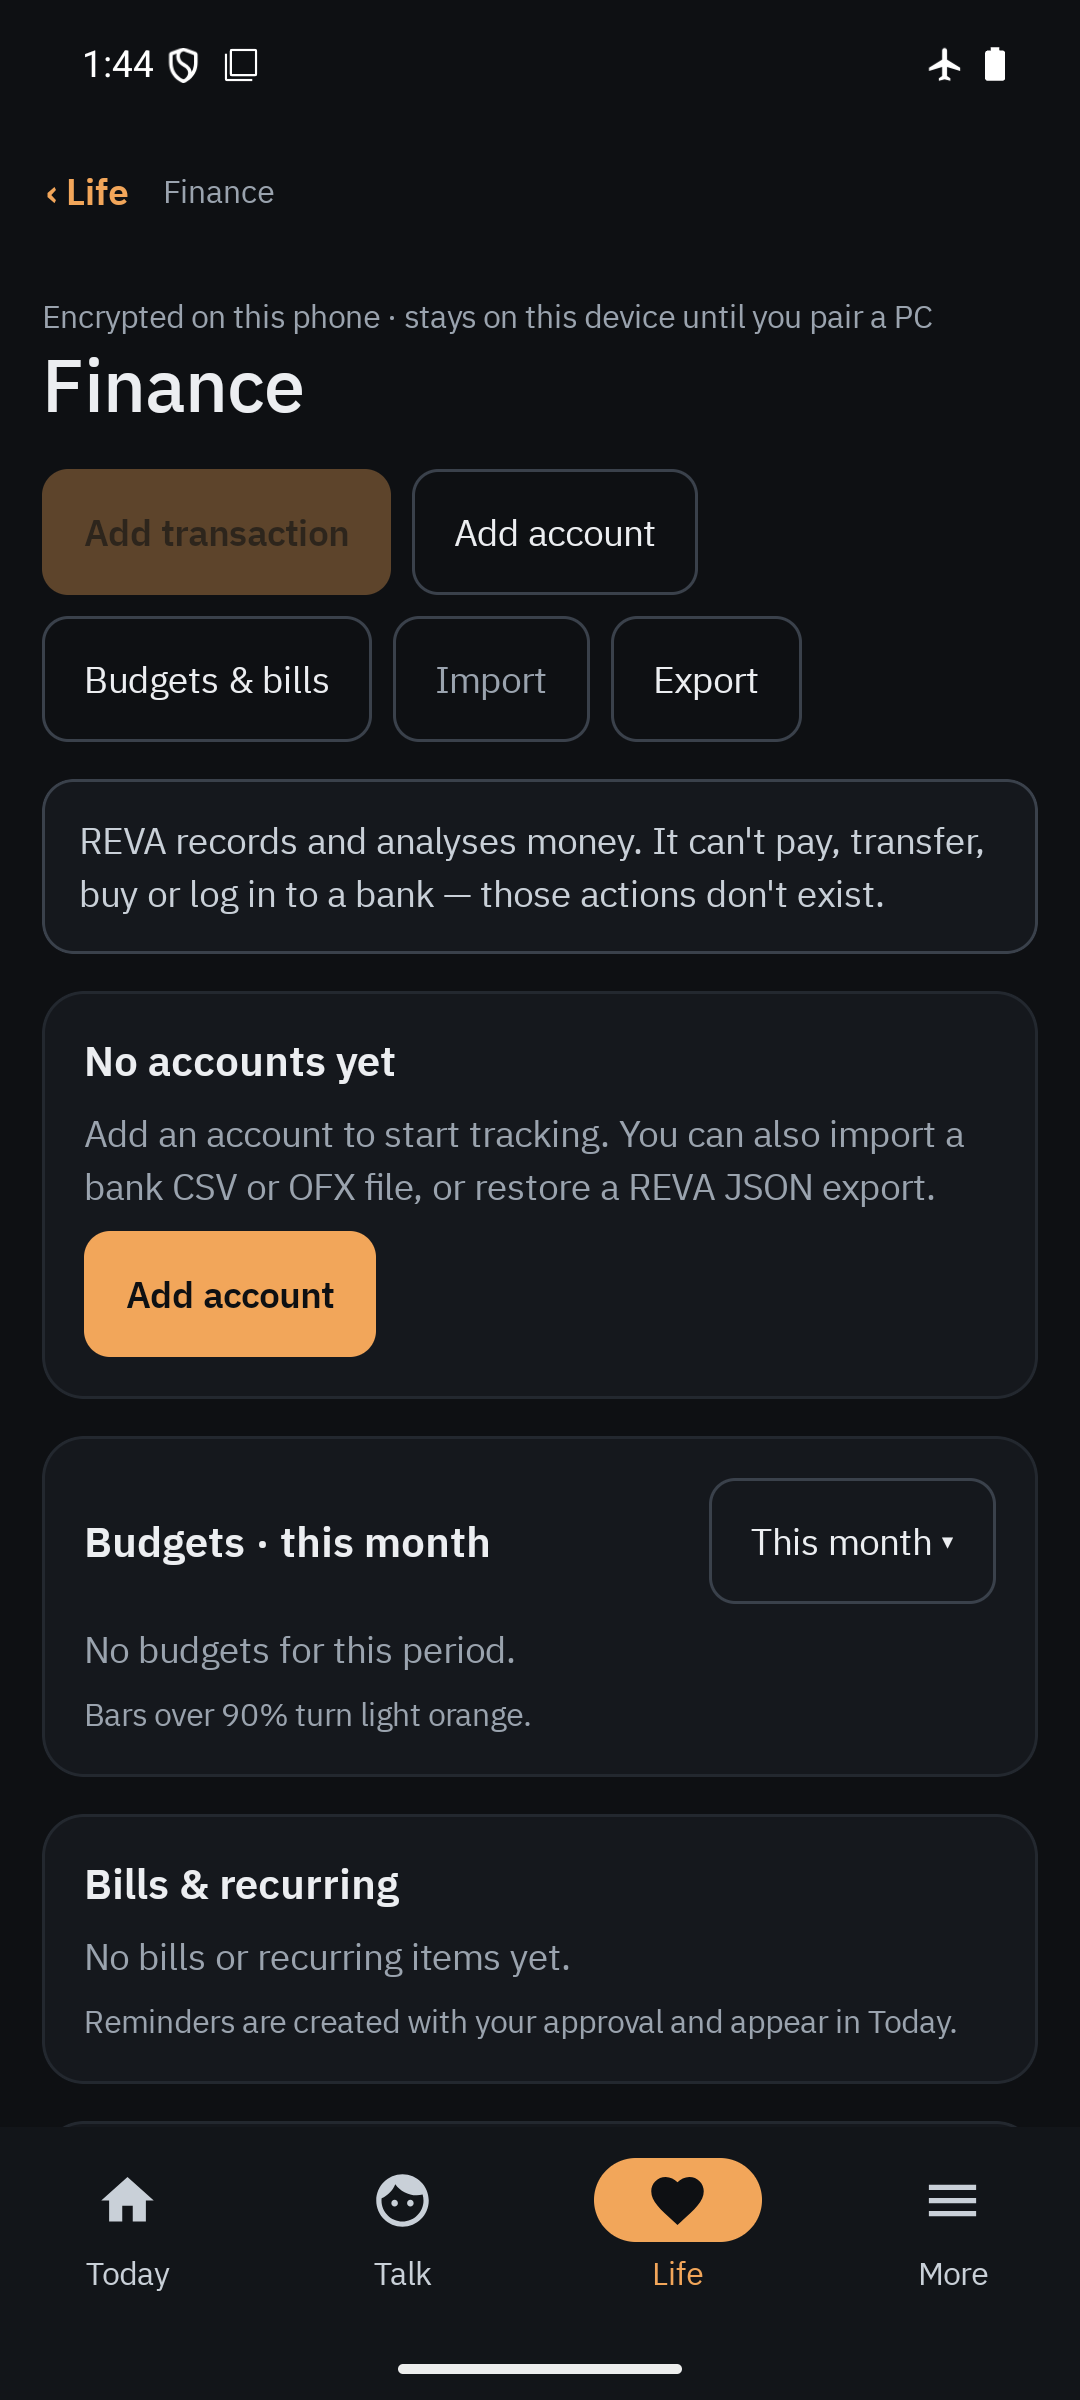 1:44
‹ Life Finance
Encrypted on this phone · stays on this device until you pair a PC
Finance
Add transaction Add account
Budgets & bills Import Export
REVA records and analyses money. It can't pay, transfer,
buy or log in to a bank — those actions don't exist.
No accounts yet
Add an account to start tracking. You can also import a
bank CSV or OFX file, or restore a REVA JSON export.
Add account
Budgets · this month This month ▾
No budgets for this period.
Bars over 90% turn light orange.
Bills & recurring
No bills or recurring items yet.
Reminders are created with your approval and appear in Today.
Today Talk Life More